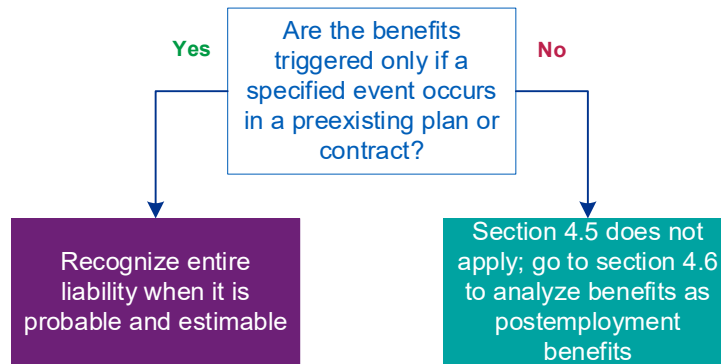 Are the benefits
triggered only if a
specified event occurs
in a preexisting plan or
contract?
Yes
No
Recognize entire
liability when it is
probable and estimable
Section 4.5 does not
apply; go to section 4.6
to analyze benefits as
postemployment
benefits